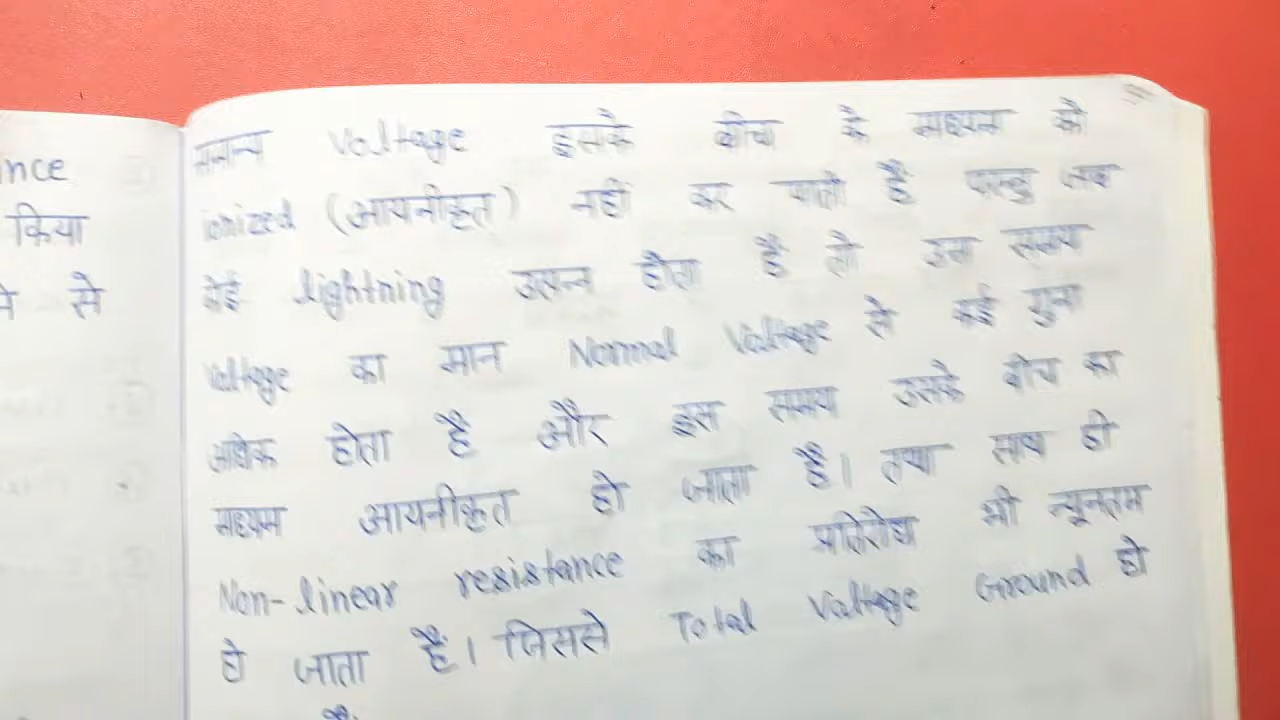 ance
किया
से
सामान्य Voltage इसके बीच के माध्यम को
ionized (आयनीकृत) नहीं कर पाती है परन्तु जब
कोई lightning उत्पन्न होता है तो उस समय
Voltage का मान Normal Voltage से कई गुना
अधिक होता है और इस समय उसके बीच का
माध्यम आयनीकृत हो जाता है। तथा साथ ही
Non-linear resistance का प्रतिरोध भी न्यूनतम
हो जाता है। जिससे Total Voltage Ground हो